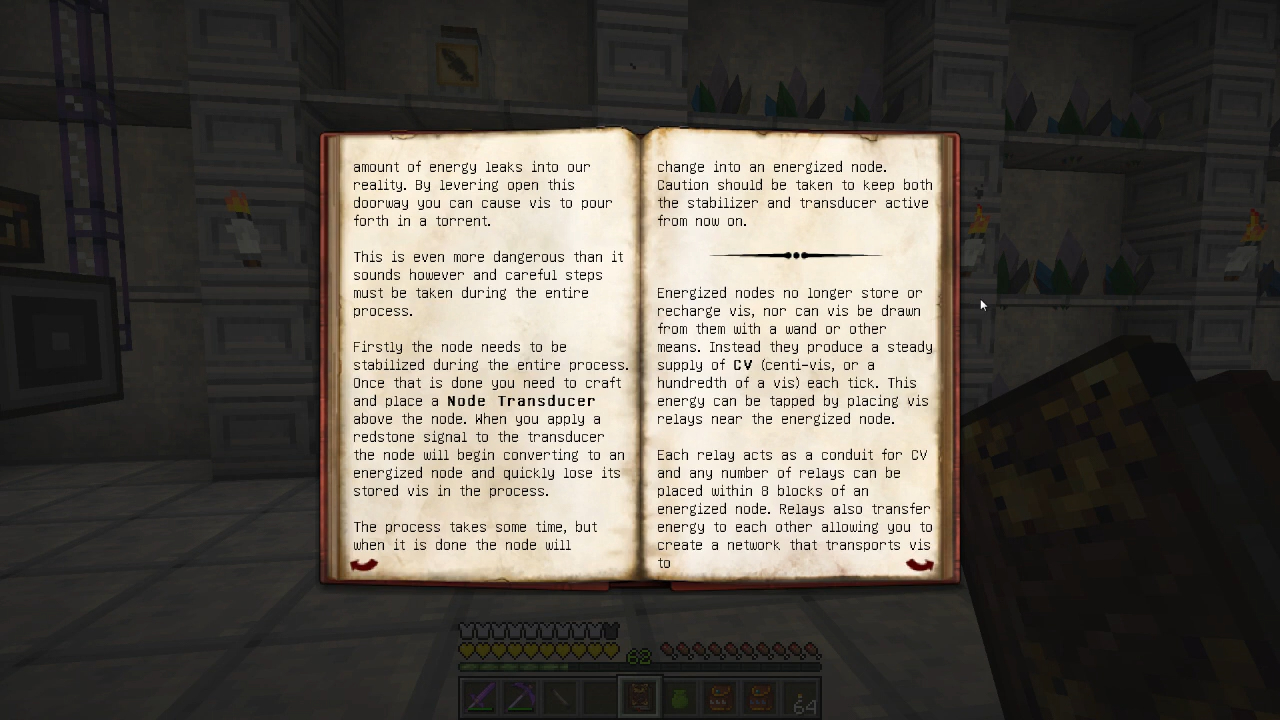 amount of energy leaks into our
reality. By levering open this
doorway you can cause vis to pour
forth in a torrent.
This is even more dangerous than it
sounds however and careful steps
must be taken during the entire
process.
Firstly the node needs to be
stabilized during the entire process.
Once that is done you need to craft
and place a Node Transducer
above the node. When you apply a
redstone signal to the transducer
the node will begin converting to an
energized node and quickly lose its
stored vis in the process.
The process takes some time, but
when it is done the node will
change into an energized node.
Caution should be taken to keep both
the stabilizer and transducer active
from now on.
Energized nodes no longer store or
recharge vis, nor can vis be drawn
from them with a wand or other
means. Instead they produce a steady
supply of CV (centi-vis, or a
hundredth of a vis) each tick. This
energy can be tapped by placing vis
relays near the energized node.
Each relay acts as a conduit for CV
and any number of relays can be
placed within 8 blocks of an
energized node. Relays also transfer
energy to each other allowing you to
create a network that transports vis
to
68
64